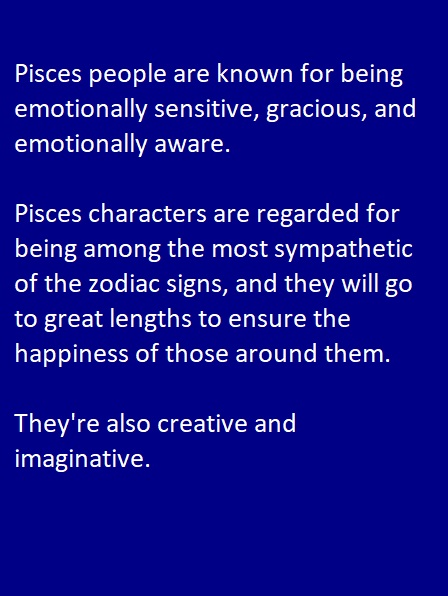 Pisces people are known for being
emotionally sensitive, gracious, and
emotionally aware.
Pisces characters are regarded for
being among the most sympathetic
of the zodiac signs, and they will go
to great lengths to ensure the
happiness of those around them.
They're also creative and
imaginative.